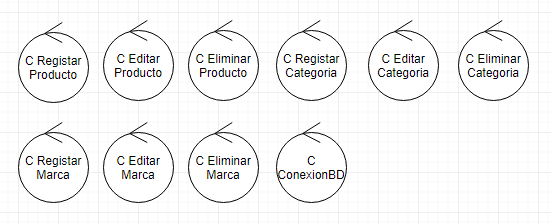 C Registar
Producto
C Editar
Producto
C Eliminar
Producto
C Registar
Categoria
C Editar
Categoria
C Eliminar
Categoria
C Registar
Marca
C Editar
Marca
C Eliminar
Marca
C
ConexionBD